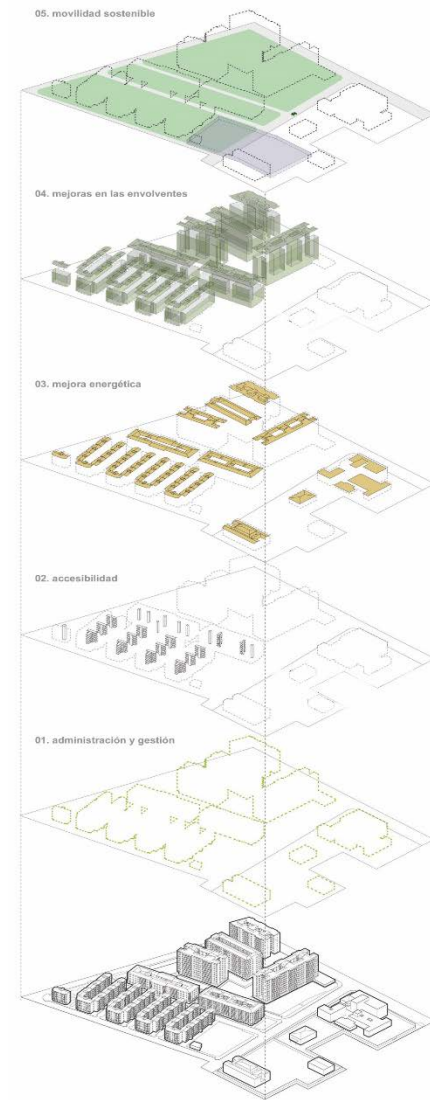 05. movilidad sostenible
04. mejoras en las envolventes
03. mejora energética
02. accesibilidad
01. administración y gestión